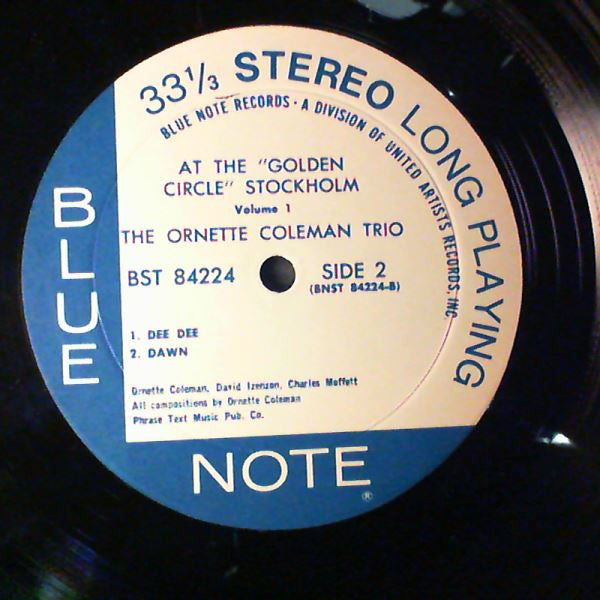 33⅓ STEREO LONG PLAYING
BLUE NOTE RECORDS · A DIVISION OF UNITED ARTISTS RECORDS, INC
AT THE "GOLDEN
CIRCLE" STOCKHOLM
Volume 1
THE ORNETTE COLEMAN TRIO
BST 84224
SIDE 2
(BNST 84224-B)
1. DEE DEE
2. DAWN
Ornette Coleman, David Izenzon, Charles Moffett
All compositions by Ornette Coleman
Phrase Text Music Pub. Co.
BLUE
NOTE
®